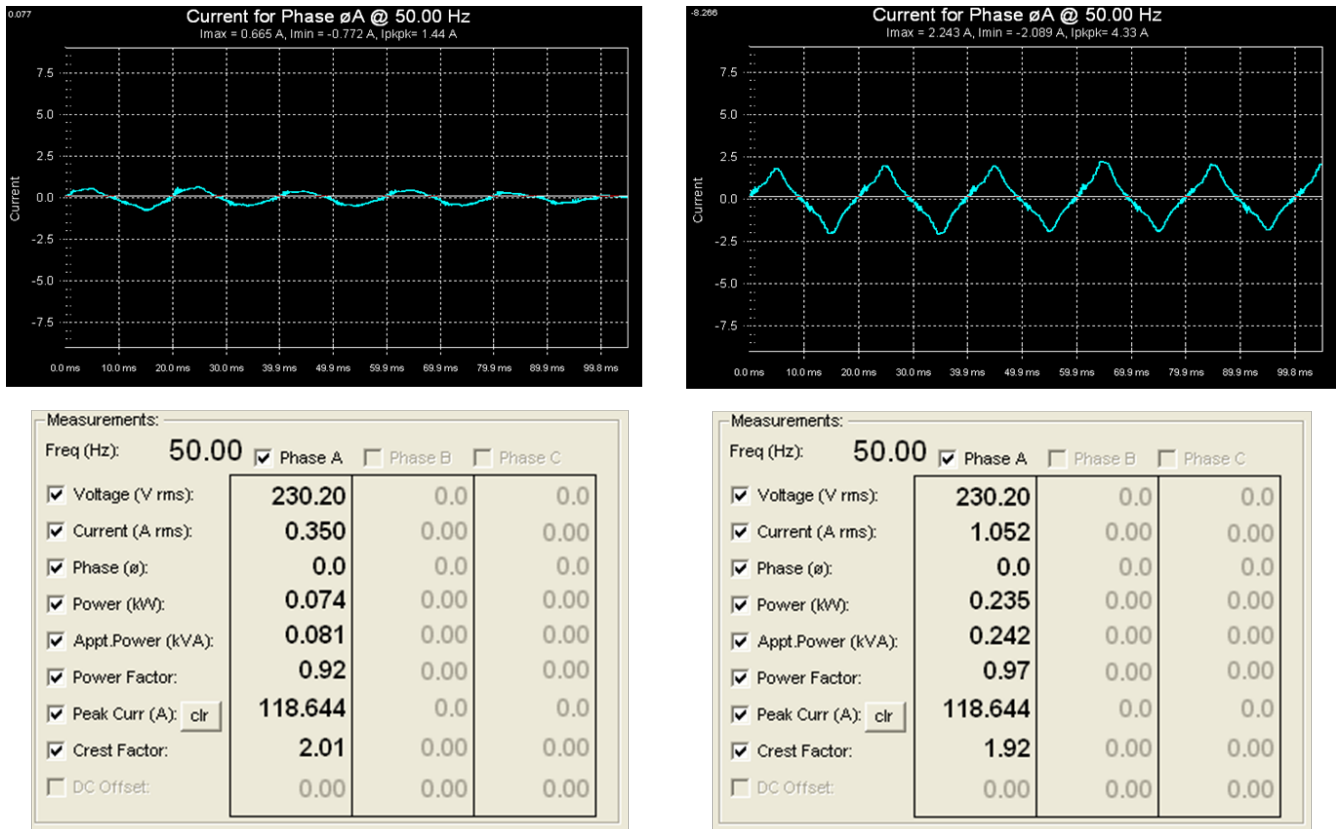 0.077
Current for Phase øA @ 50.00 Hz
Imax = 0.665 A, Imin = -0.772 A, Ipkpk= 1.44 A
7.5
5.0
2.5
0.0
-2.5
-5.0
-7.5
Current
0.0 ms 10.0 ms 20.0 ms 30.0 ms 39.9 ms 49.9 ms 59.9 ms 69.9 ms 79.9 ms 89.9 ms 99.8 ms
-8.266
Current for Phase øA @ 50.00 Hz
Imax = 2.243 A, Imin = -2.089 A, Ipkpk= 4.33 A
7.5
5.0
2.5
0.0
-2.5
-5.0
-7.5
Current
0.0 ms 10.0 ms 20.0 ms 30.0 ms 39.9 ms 49.9 ms 59.9 ms 69.9 ms 79.9 ms 89.9 ms 99.8 ms
Measurements:
Freq (Hz): 50.00 Phase A Phase B Phase C
Voltage (V rms): 230.20 0.0 0.0
Current (A rms): 0.350 0.00 0.00
Phase (ø): 0.0 0.0 0.0
Power (kW): 0.074 0.00 0.00
Appt.Power (kVA): 0.081 0.00 0.00
Power Factor: 0.92 0.00 0.00
Peak Curr (A): clr 118.644 0.0 0.0
Crest Factor: 2.01 0.00 0.00
DC Offset: 0.00 0.00 0.00
Measurements:
Freq (Hz): 50.00 Phase A Phase B Phase C
Voltage (V rms): 230.20 0.0 0.0
Current (A rms): 1.052 0.00 0.00
Phase (ø): 0.0 0.0 0.0
Power (kW): 0.235 0.00 0.00
Appt.Power (kVA): 0.242 0.00 0.00
Power Factor: 0.97 0.00 0.00
Peak Curr (A): clr 118.644 0.0 0.0
Crest Factor: 1.92 0.00 0.00
DC Offset: 0.00 0.00 0.00